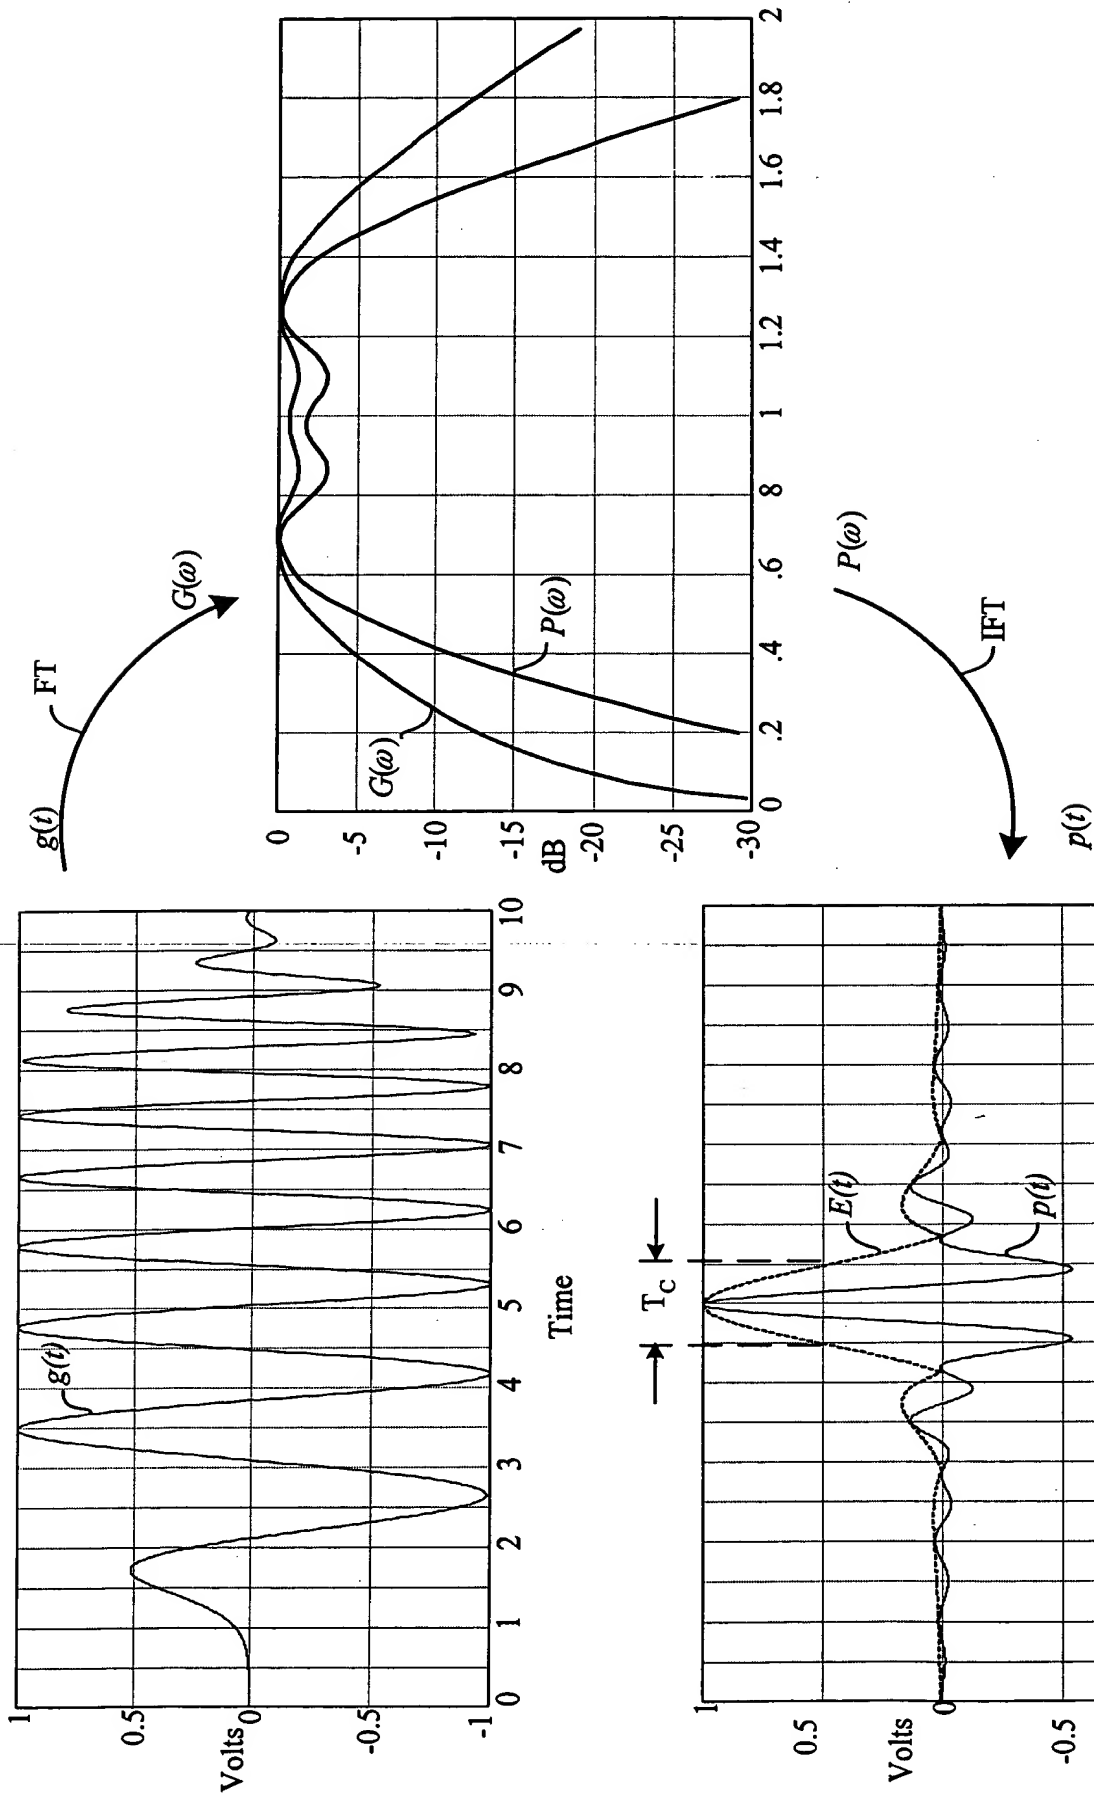 g(t)
FT
G(ω)
1
0.5
Volts 0
-0.5
-1
0 1 2 3 4 5 6 7 8 9 10
Time
g(t)
0
-5
-10
-15
dB
-20
-25
-30
0 .2 .4 .6 .8 1 1.2 1.4 1.6 1.8 2
G(ω)
P(ω)
P(ω)
IFT
p(t)
1
0.5
Volts
0
-0.5
T_C
E(t)
p(t)